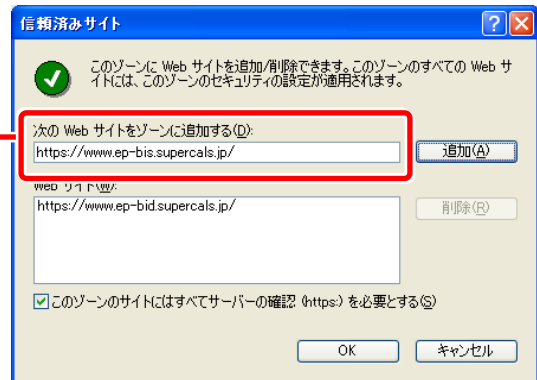 信頼済みサイト
このゾーンに Web サイトを追加/削除できます。このゾーンのすべての Web サ
イトには、このゾーンのセキュリティの設定が適用されます。
次の Web サイトをゾーンに追加する(D):
https://www.ep-bis.supercals.jp/
追加(A)
Web サイト(W):
https://www.ep-bid.supercals.jp/
削除(R)
このゾーンのサイトにはすべてサーバーの確認 (https:) を必要とする(S)
OK
キャンセル